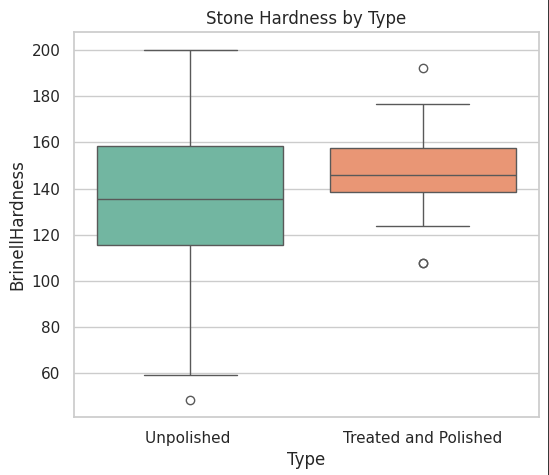 Stone Hardness by Type
BrinellHardness
200
180
160
140
120
100
80
60
Unpolished
Treated and Polished
Type